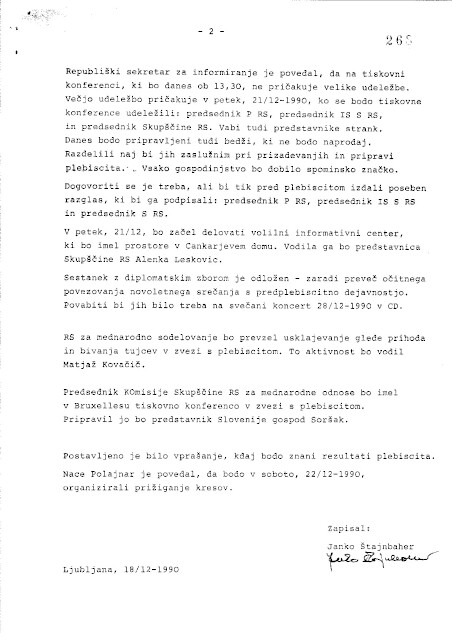 - 2 -
265
Republiški sekretar za informiranje je povedal, da na tiskovni
konferenci, ki bo danes ob 13,30, ne pričakuje velike udeležbe.
Večjo udeležbo pričakuje v petek, 21/12-1990, ko se bodo tiskovne
konference udeležili: predsednik P RS, predsednik IS S RS
in predsednik Skupščine RS. Vabi tudi predstavnike strank.
Danes bodo pripravljeni tudi bedži, ki ne bodo naprodaj.
Razdelili naj bi jih zaslužnim pri prizadevanjih in pripravi
plebiscita. Vsako gospodinjstvo bo dobilo spominsko značko.
Dogovoriti se je treba, ali bi tik pred plebiscitom izdali poseben
razglas, ki bi ga podpisali: predsednik P RS, predsednik IS S RS
in predsednik S RS.
V petek, 21/12, bo začel delovati volilni informativni center,
ki bo imel prostore v Cankarjevem domu. Vodila ga bo predstavnica
Skupščine RS Alenka Leskovic.
Sestanek z diplomatskim zborom je odložen - zaradi preveč očitnega
povezovanja novoletnega srečanja s predplebiscitno dejavnostjo.
Povabiti bi jih bilo treba na svečani koncert 28/12-1990 v CD.
RS za mednarodno sodelovanje bo prevzel usklajevanje glede prihoda
in bivanja tujcev v zvezi s plebiscitom. To aktivnost bo vodil
Matjaž Kovačič.
Predsednik KOmisije Skupščine RS za mednarodne odnose bo imel
v Bruxellesu tiskovno konferenco v zvezi s plebiscitom.
Pripravil jo bo predstavnik Slovenije gospod Soršak.
Postavljeno je bilo vprašanje, kdaj bodo znani rezultati plebiscita.
Nace Polajnar je povedal, da bodo v soboto, 22/12-1990,
organizirali prižiganje kresov.
Zapisal:
Janko Štajnbaher
Ljubljana, 18/12-1990